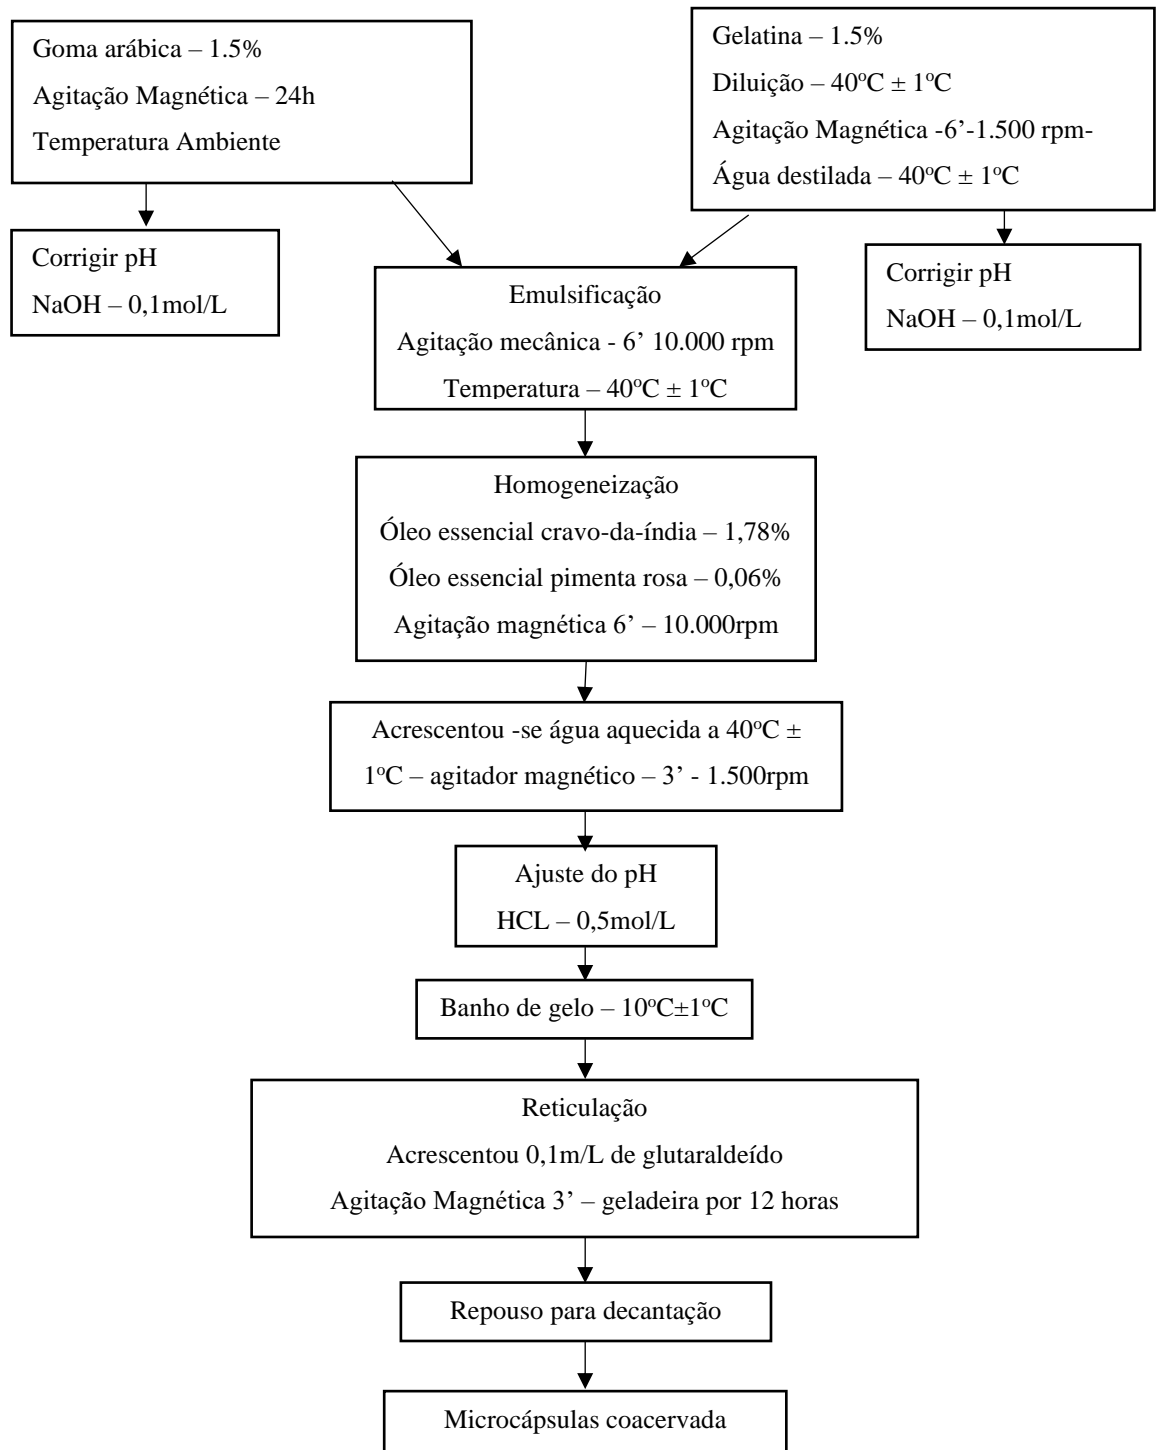 Goma arábica – 1.5%
Agitação Magnética – 24h
Temperatura Ambiente
Gelatina – 1.5%
Diluição – 40ºC ± 1ºC
Agitação Magnética -6’-1.500 rpm-
Água destilada – 40ºC ± 1ºC
Corrigir pH
NaOH – 0,1mol/L
Corrigir pH
NaOH – 0,1mol/L
Emulsificação
Agitação mecânica - 6’ 10.000 rpm
Temperatura – 40ºC ± 1ºC
Homogeneização
Óleo essencial cravo-da-índia – 1,78%
Óleo essencial pimenta rosa – 0,06%
Agitação magnética 6’ – 10.000rpm
Acrescentou -se água aquecida a 40ºC ±
1ºC – agitador magnético – 3’ - 1.500rpm
Ajuste do pH
HCL – 0,5mol/L
Banho de gelo – 10ºC±1ºC
Reticulação
Acrescentou 0,1m/L de glutaraldeído
Agitação Magnética 3’ – geladeira por 12 horas
Repouso para decantação
Microcápsulas coacervada